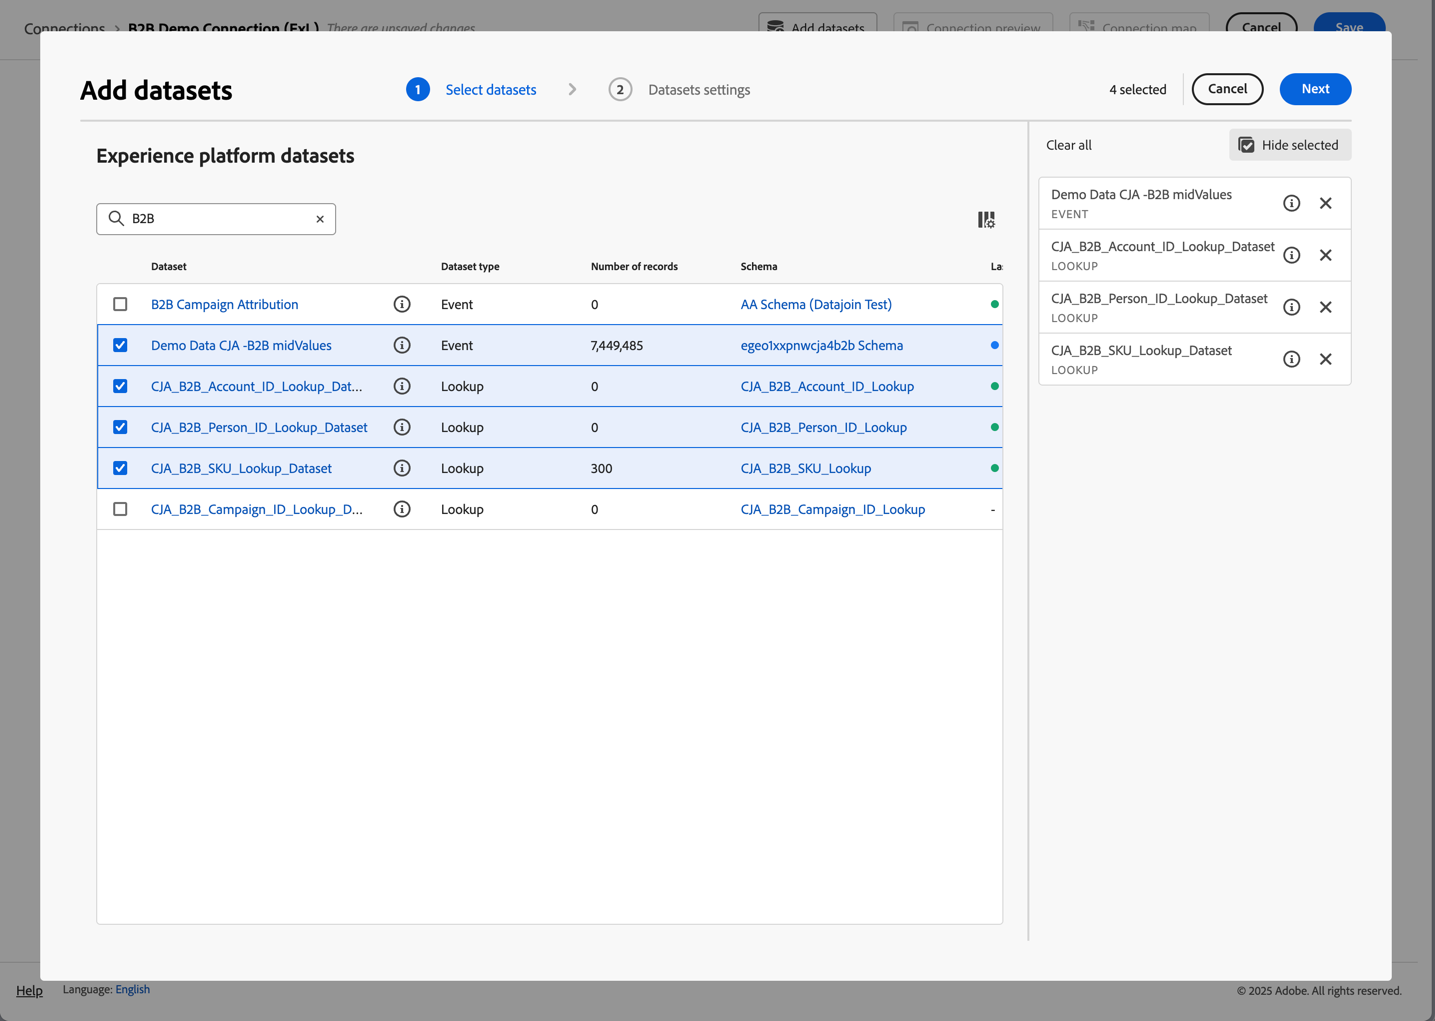 Connections > B2B Demo Connection (ExL) There are unsaved changes
Add datasets
Connection preview
Connection map
Cancel
Save
Add datasets
1 Select datasets
2 Datasets settings
4 selected
Cancel
Next
Experience platform datasets
B2B
Dataset Dataset type Number of records Schema La
B2B Campaign Attribution Event 0 AA Schema (Datajoin Test)
Demo Data CJA -B2B midValues Event 7,449,485 egeo1xxpnwcja4b2b Schema
CJA_B2B_Account_ID_Lookup_Dat... Lookup 0 CJA_B2B_Account_ID_Lookup
CJA_B2B_Person_ID_Lookup_Dataset Lookup 0 CJA_B2B_Person_ID_Lookup
CJA_B2B_SKU_Lookup_Dataset Lookup 300 CJA_B2B_SKU_Lookup
CJA_B2B_Campaign_ID_Lookup_D... Lookup 0 CJA_B2B_Campaign_ID_Lookup -
Clear all
Hide selected
Demo Data CJA -B2B midValues
EVENT
CJA_B2B_Account_ID_Lookup_Dataset
LOOKUP
CJA_B2B_Person_ID_Lookup_Dataset
LOOKUP
CJA_B2B_SKU_Lookup_Dataset
LOOKUP
Help
Language: English
© 2025 Adobe. All rights reserved.